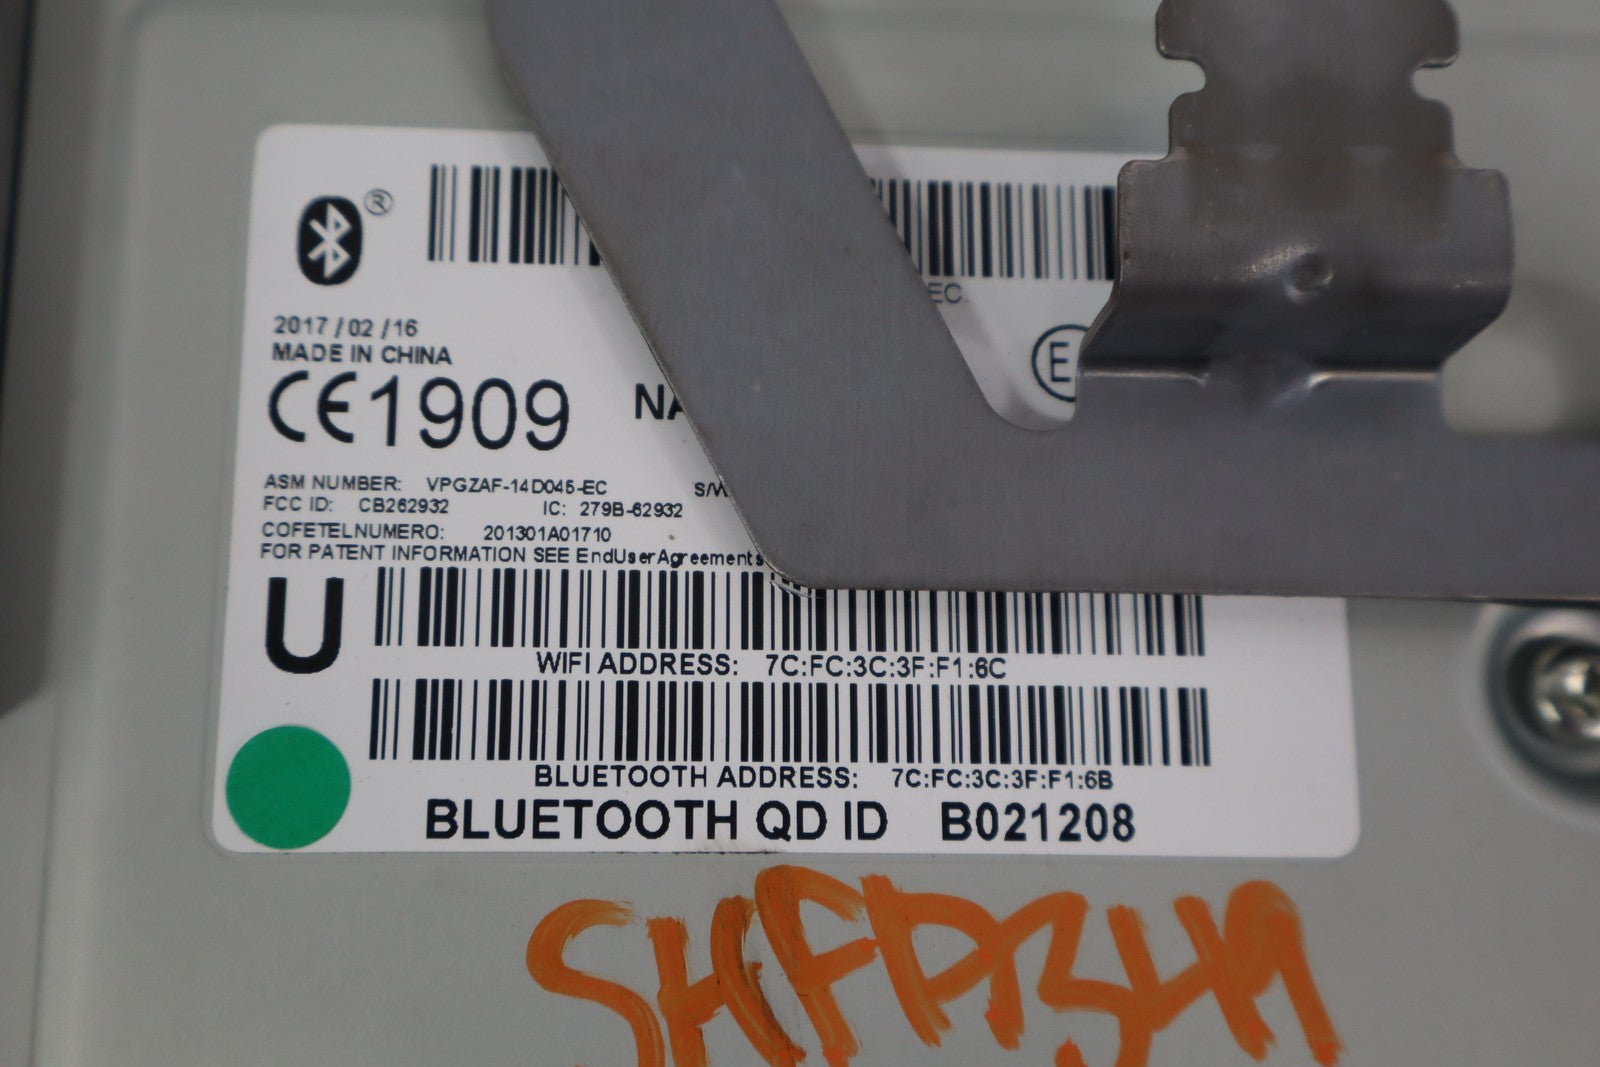 ®
EC
2017 / 02 / 16
MADE IN CHINA
E
CE1909
ASM NUMBER: VPGZAF-14D045-EC
FCC ID: CB262932 IC: 279B-62932
COFETELNUMERO: 201301A01710
FOR PATENT INFORMATION SEE EndUserAgreements
U
WIFI ADDRESS: 7C:FC:3C:3F:F1:6C
BLUETOOTH ADDRESS: 7C:FC:3C:3F:F1:6B
BLUETOOTH QD ID B021208